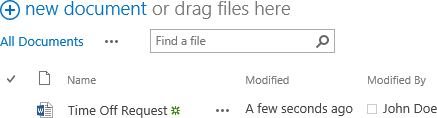 new document or drag files here
All Documents ... Find a file
Name Modified Modified By
Time Off Request ... A few seconds ago John Doe